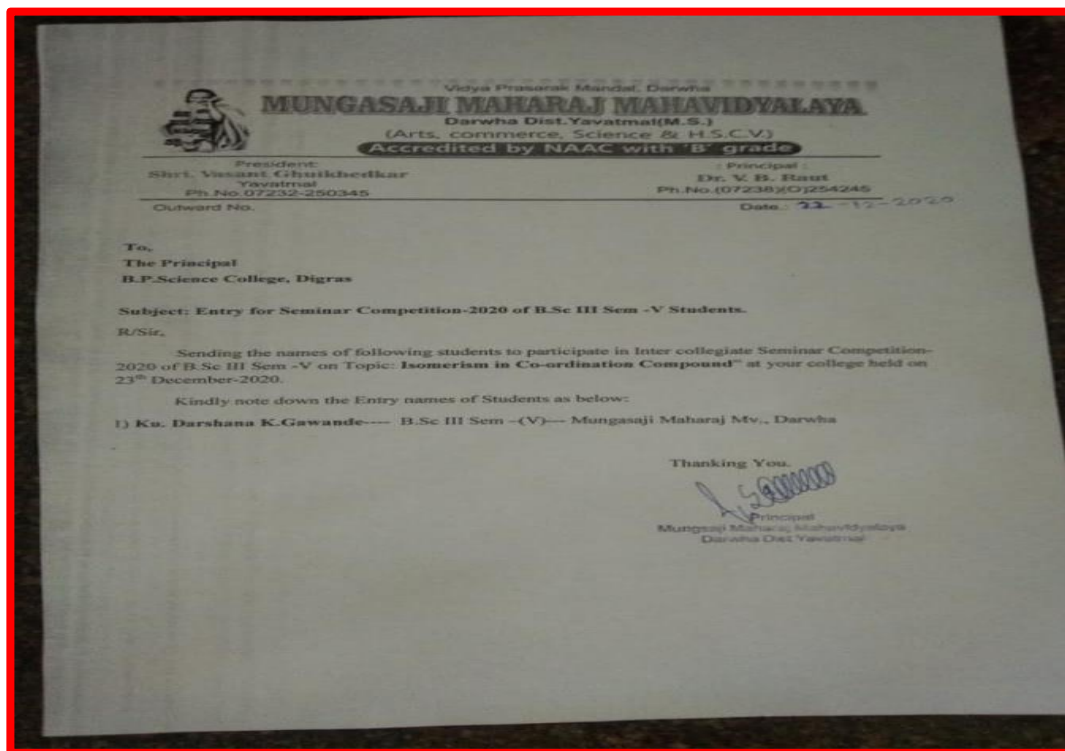 Vidya Prasarak Mandal, Darwha
MUNGASAJI MAHARAJ MAHAVIDYALAYA
Darwha Dist.Yavatmal(M.S.)
(Arts, commerce, Science & H.S.C.V.)
Accredited by NAAC with 'B' grade
President:
Shri. Vasant Ghuikhedkar
Yavatmal
Ph.No.07232-250345
: Principal :
Dr. V. B. Raut
Ph.No.(07238)(O)254245
Outward No.
Date.: 22-12-2020
To,
The Principal
B.P.Science College, Digras
Subject: Entry for Seminar Competition-2020 of B.Sc III Sem -V Students.
R/Sir,
Sending the names of following students to participate in Inter collegiate Seminar Competition-
2020 of B.Sc III Sem -V on Topic: Isomerism in Co-ordination Compound" at your college held on
23th December-2020.
Kindly note down the Entry names of Students as below:
1) Ku. Darshana K.Gawande---- B.Sc III Sem -(V)--- Mungasaji Maharaj Mv., Darwha
Thanking You.
Principal
Mungsaji Maharaj Mahavidyalaya
Darwha Dist.Yavatmal